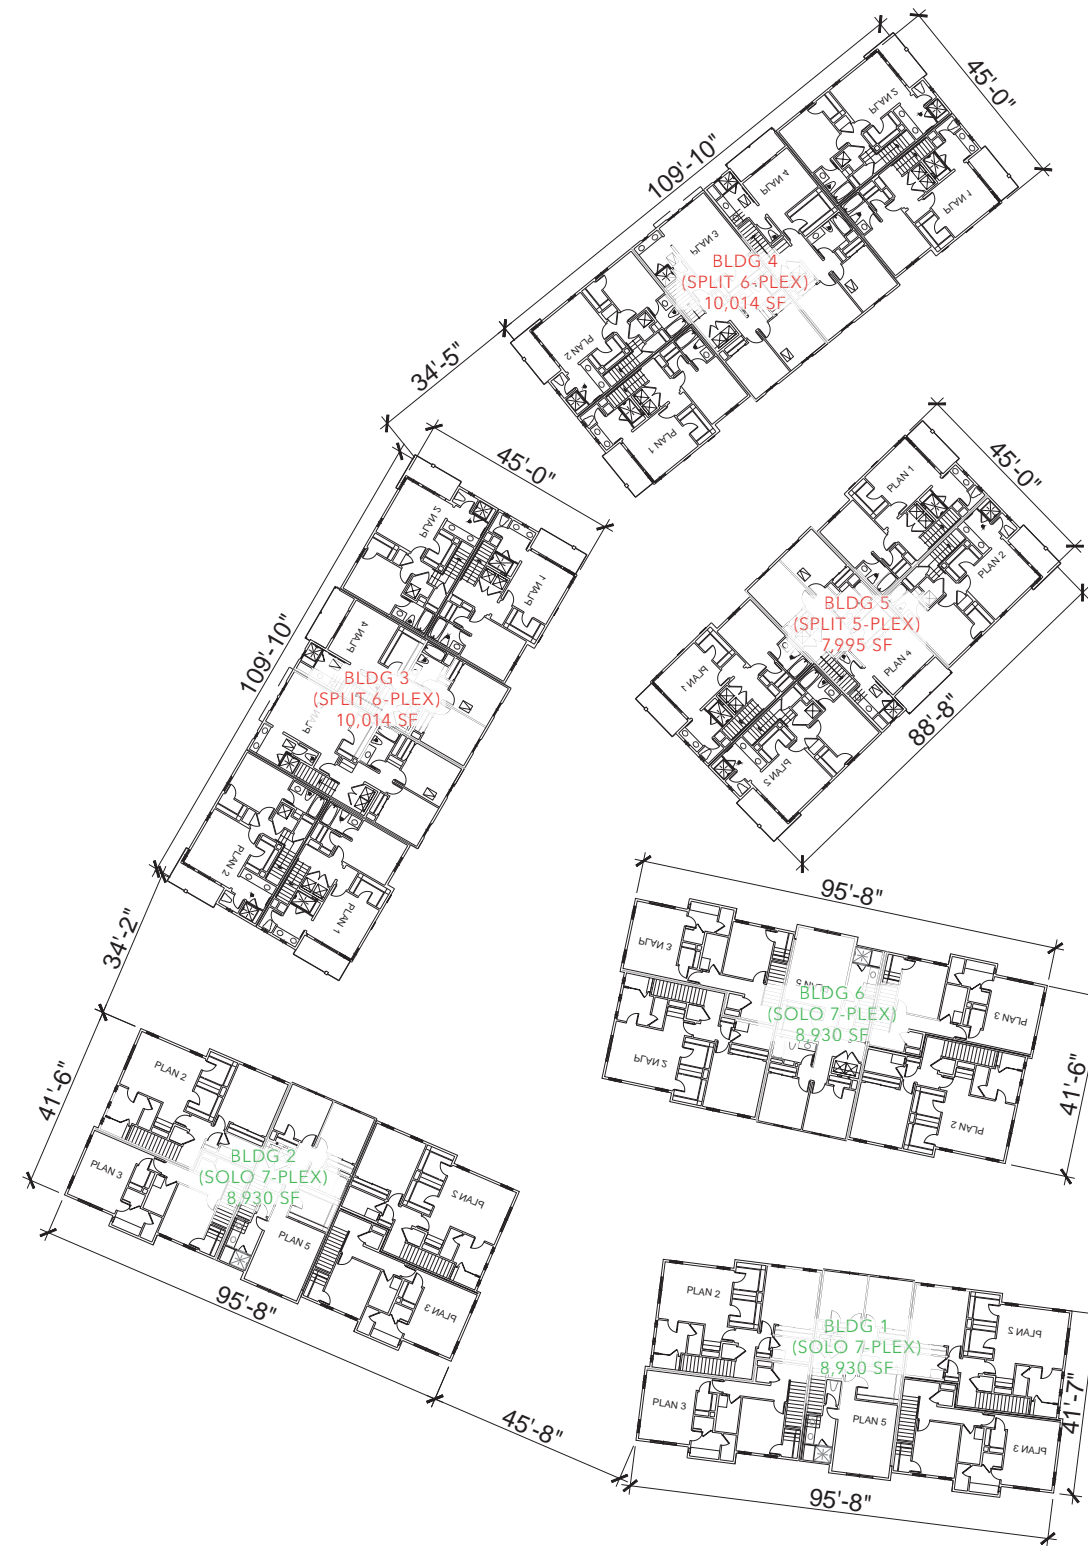 45'-0"
109'-10"
PLAN 2
PLAN 1
PLAN 4
PLAN 3
BLDG 4
(SPLIT 6-PLEX)
10,014 SF
PLAN 2
PLAN 1
34'-5"
45'-0"
109'-10"
PLAN 2
PLAN 1
PLAN 4
BLDG 3
(SPLIT 6-PLEX)
10,014 SF
PLAN 2
PLAN 1
45'-0"
PLAN 1
PLAN 2
BLDG 5
(SPLIT 5-PLEX)
7,995 SF
PLAN 4
PLAN 1
PLAN 2
88'-8"
34'-2"
95'-8"
PLAN 3
BLDG 6
(SOLO 7-PLEX)
8,930 SF
PLAN 3
PLAN 2
PLAN 2
41'-6"
41'-6"
PLAN 2
PLAN 3
BLDG 2
(SOLO 7-PLEX)
8,930 SF
PLAN 2
PLAN 5
PLAN 3
95'-8"
45'-8"
PLAN 2
BLDG 1
(SOLO 7-PLEX)
8,930 SF
PLAN 2
PLAN 3
PLAN 5
PLAN 3
41'-7"
95'-8"